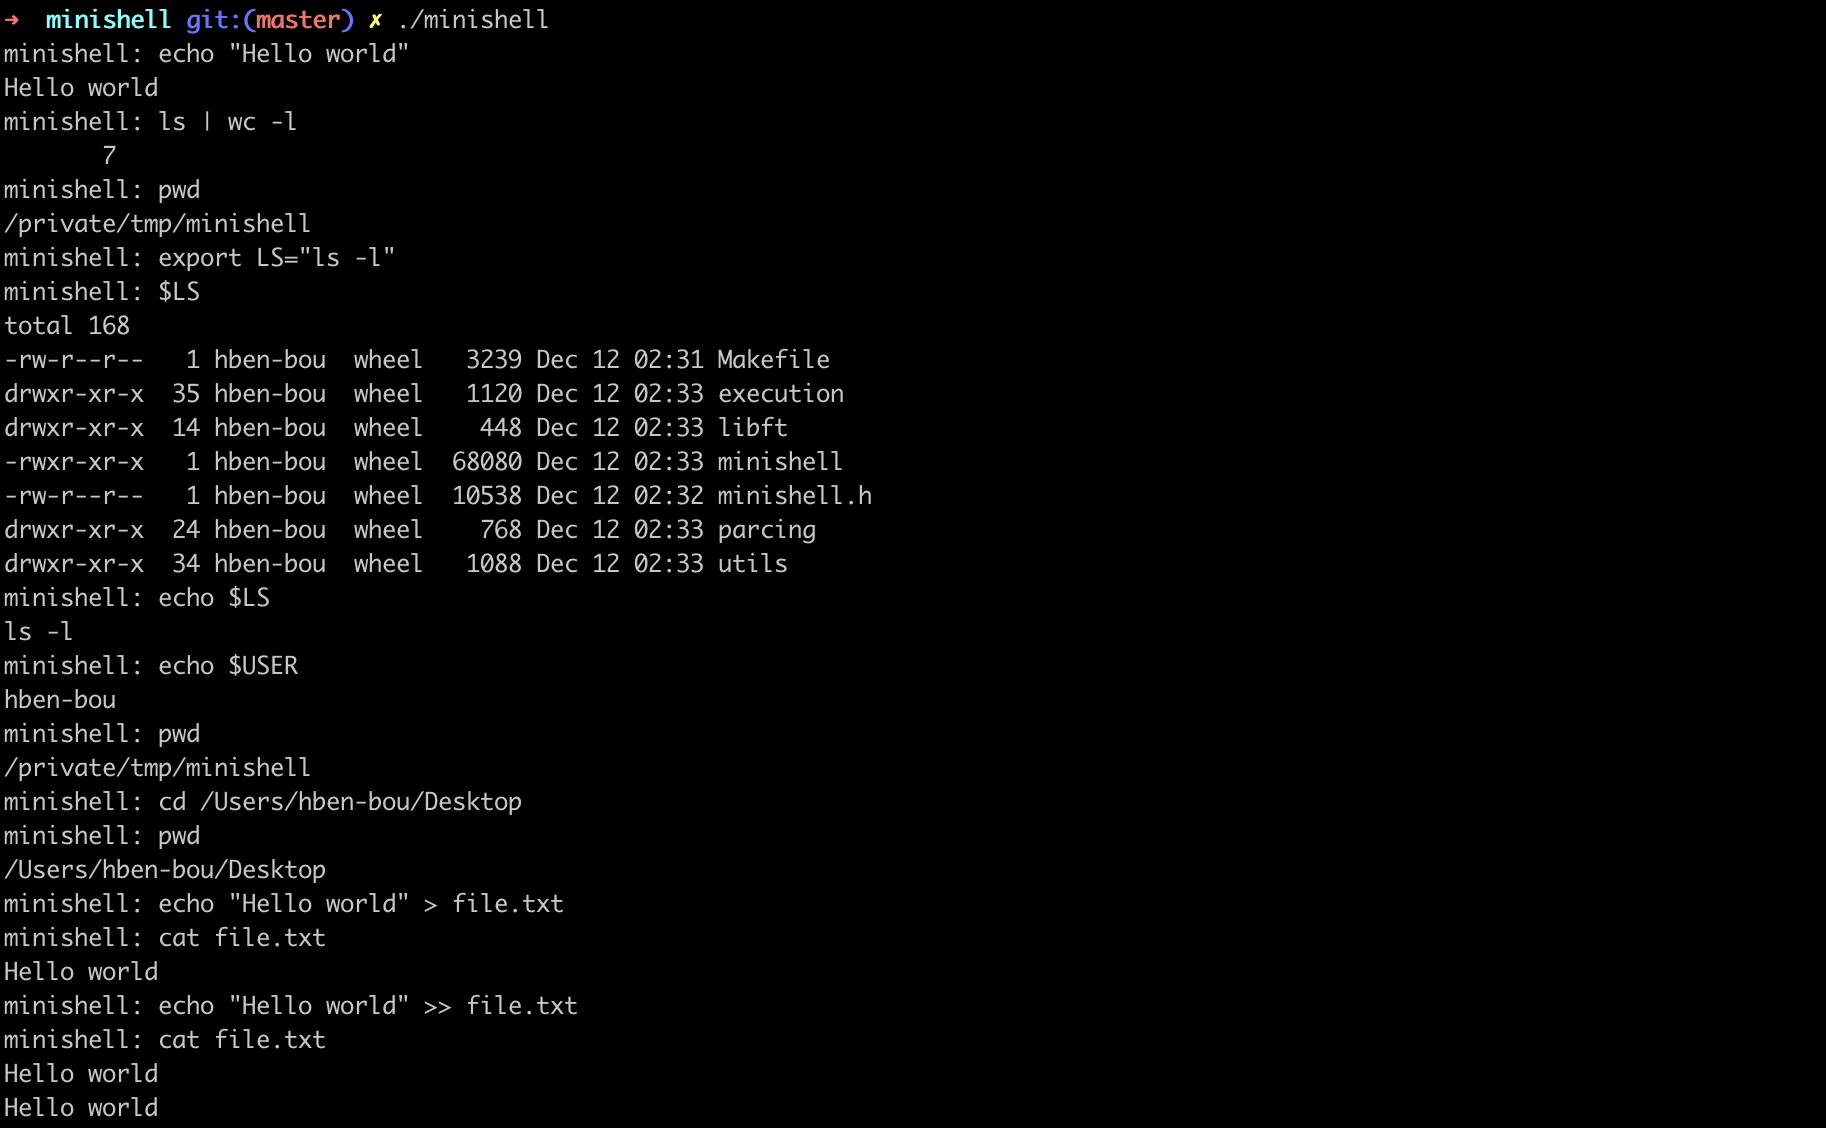 ➜  minishell git:(master) ✗ ./minishell
minishell: echo "Hello world"
Hello world
minishell: ls | wc -l
       7
minishell: pwd
/private/tmp/minishell
minishell: export LS="ls -l"
minishell: $LS
total 168
-rw-r--r--   1 hben-bou  wheel   3239 Dec 12 02:31 Makefile
drwxr-xr-x  35 hben-bou  wheel   1120 Dec 12 02:33 execution
drwxr-xr-x  14 hben-bou  wheel    448 Dec 12 02:33 libft
-rwxr-xr-x   1 hben-bou  wheel  68080 Dec 12 02:33 minishell
-rw-r--r--   1 hben-bou  wheel  10538 Dec 12 02:32 minishell.h
drwxr-xr-x  24 hben-bou  wheel    768 Dec 12 02:33 parcing
drwxr-xr-x  34 hben-bou  wheel   1088 Dec 12 02:33 utils
minishell: echo $LS
ls -l
minishell: echo $USER
hben-bou
minishell: pwd
/private/tmp/minishell
minishell: cd /Users/hben-bou/Desktop
minishell: pwd
/Users/hben-bou/Desktop
minishell: echo "Hello world" > file.txt
minishell: cat file.txt
Hello world
minishell: echo "Hello world" >> file.txt
minishell: cat file.txt
Hello world
Hello world